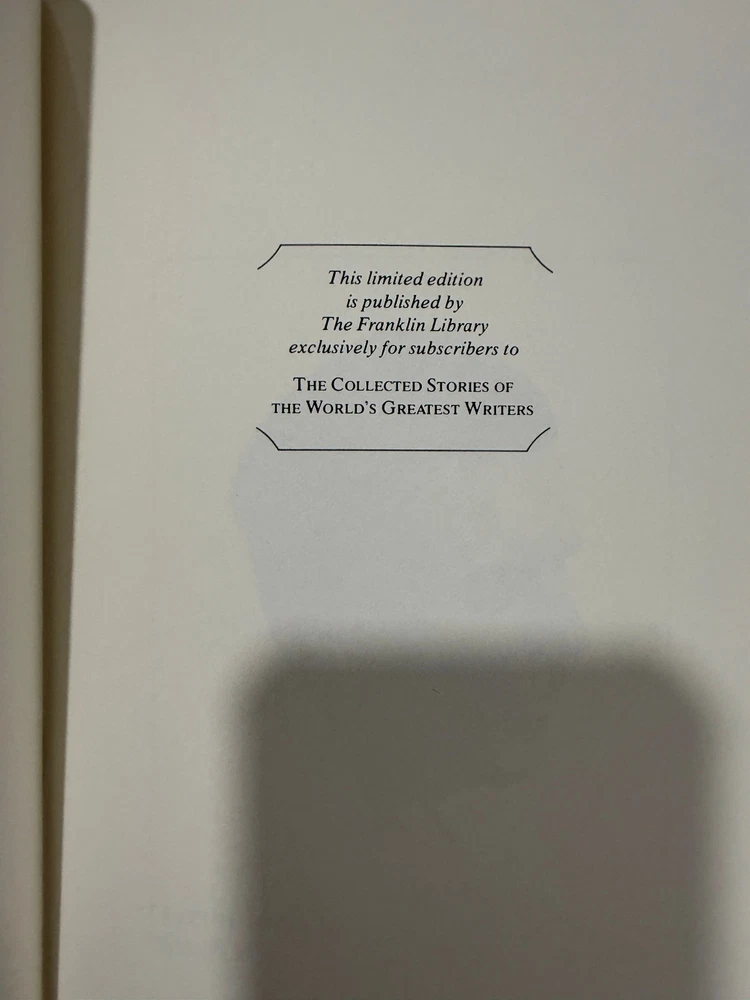 This limited edition
is published by
The Franklin Library
exclusively for subscribers to
THE COLLECTED STORIES OF
THE WORLD'S GREATEST WRITERS